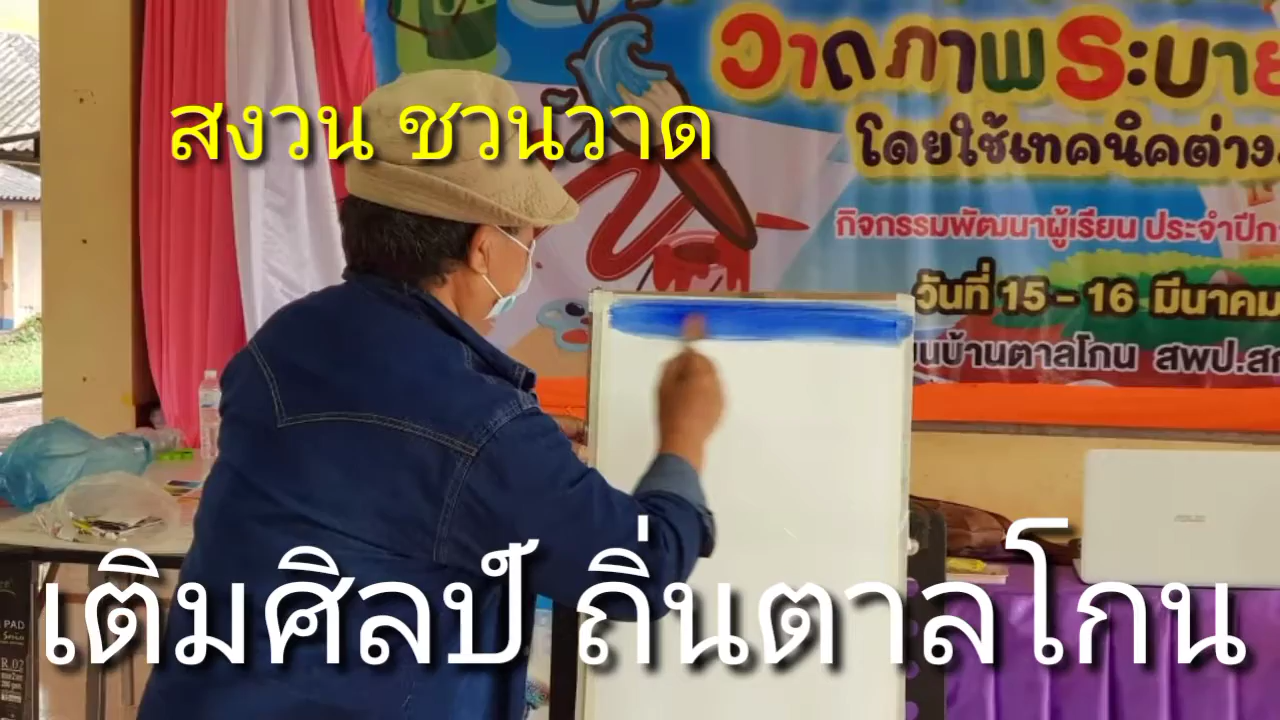 วาดภาพระบาย
โดยใช้เทคนิคต่าง
สงวน ชวนวาด
กิจกรรมพัฒนาผู้เรียน ประจำปี
วันที่ 15 - 16 มีนาคม
บ้านตาลโกน สพป.
เติมศิลป์ ถิ่นตาลโกน
PAD